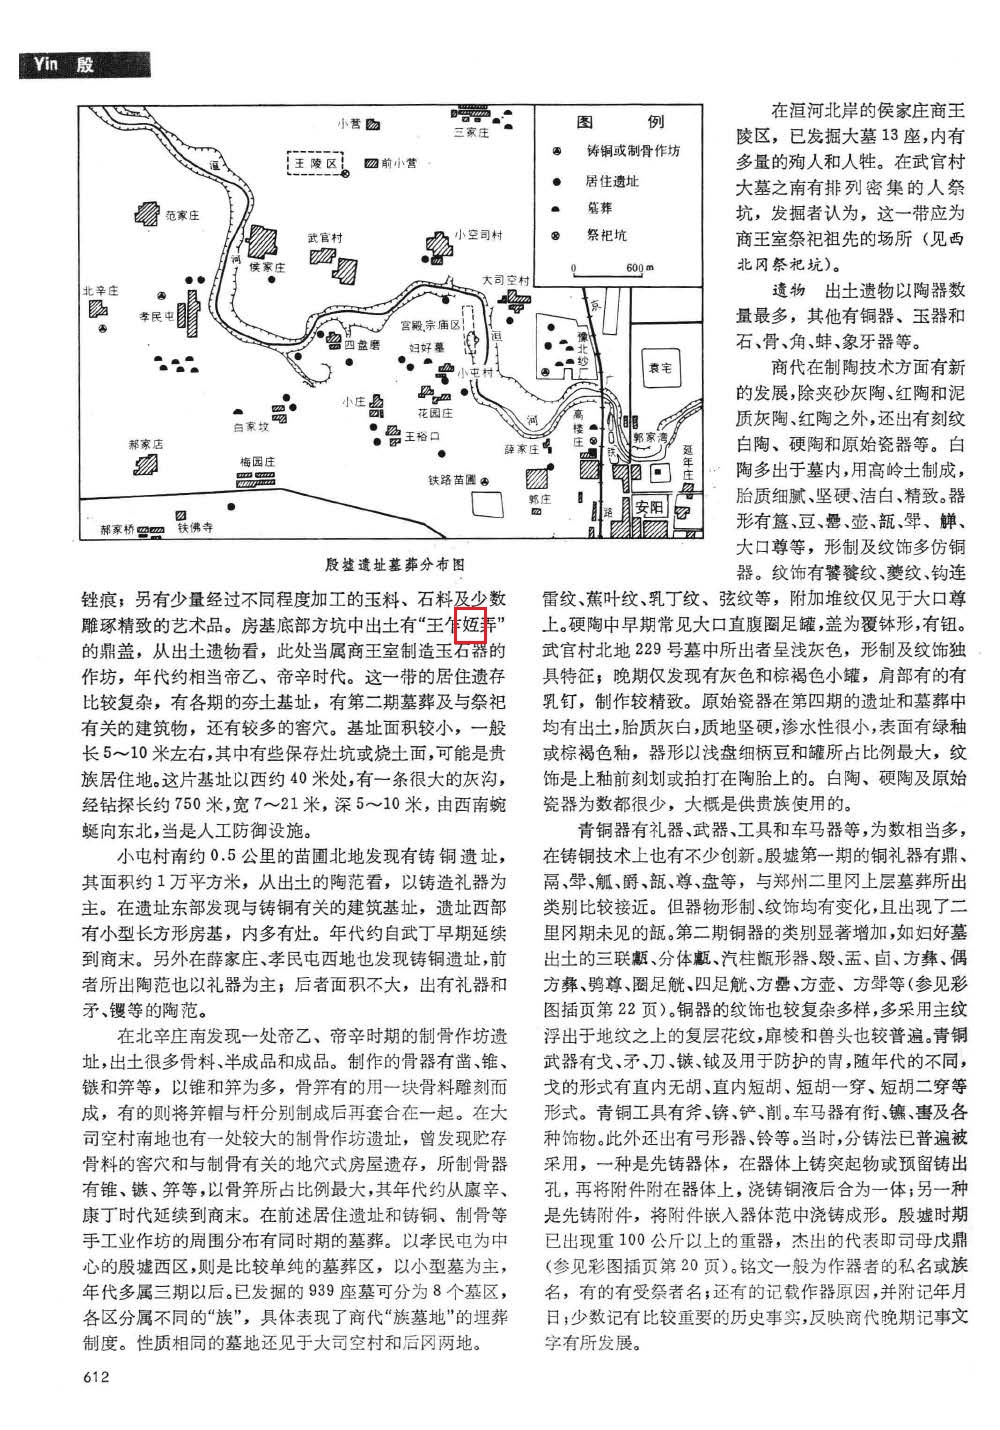 Yin 殷
小营
三家庄
王陵区
前小营
洹
范家庄
武官村
小空司村
河
侯家庄
大司空村
北辛庄
孝民屯
宫殿宗庙区
洹
四盘磨
妇好墓
小屯村
豫北纱厂
袁宅
京
广
铁
路
小庄
花园庄
河
高楼庄
郭家湾
白家坟
王裕口
薛家庄
延年庄
郝家店
梅园庄
铁路苗圃
郭庄
安阳
郝家桥
铁佛寺
图 例
铸铜或制骨作坊
居住遗址
墓葬
祭祀坑
0 600m
殷墟遗址墓葬分布图
锉痕；另有少量经过不同程度加工的玉料、石料及少数
雕琢精致的艺术品。房基底部方坑中出土有“王乍弄”
的鼎盖，从出土遗物看，此处当属商王室制造玉石器的
作坊，年代约相当帝乙、帝辛时代。这一带的居住遗存
比较复杂，有各期的夯土基址，有第二期墓葬及与祭祀
有关的建筑物，还有较多的窖穴。基址面积较小，一般
长5～10米左右，其中有些保存灶坑或烧土面，可能是贵
族居住地。这片基址以西约40米处，有一条很大的灰沟，
经钻探长约750米，宽7～21米，深5～10米，由西南蜿
蜒向东北，当是人工防御设施。
小屯村南约0.5公里的苗圃北地发现有铸铜遗址，
其面积约1万平方米，从出土的陶范看，以铸造礼器为
主。在遗址东部发现与铸铜有关的建筑基址，遗址西部
有小型长方形房基，内多有灶。年代约自武丁早期延续
到商末。另外在薛家庄、孝民屯西地也发现铸铜遗址，前
者所出陶范也以礼器为主；后者面积不大，出有礼器和
矛、镬等的陶范。
在北辛庄南发现一处帝乙、帝辛时期的制骨作坊遗
址，出土很多骨料、半成品和成品。制作的骨器有凿、锥、
镞和笄等，以锥和笄为多，骨笄有的用一块骨料雕刻而
成，有的则将笄帽与杆分别制成后再套合在一起。在大
司空村南地也有一处较大的制骨作坊遗址，曾发现贮存
骨料的窖穴和与制骨有关的地穴式房屋遗存，所制骨器
有锥、镞、笄等，以骨笄所占比例最大，其年代约从廪辛、
康丁时代延续到商末。在前述居住遗址和铸铜、制骨等
手工业作坊的周围分布有同时期的墓葬。以孝民屯为中
心的殷墟西区，则是比较单纯的墓葬区，以小型墓为主，
年代多属三期以后。已发掘的939座墓可分为8个墓区，
各区分属不同的“族”，具体表现了商代“族墓地”的埋葬
制度。性质相同的墓地还见于大司空村和后冈两地。
在洹河北岸的侯家庄商王
陵区，已发掘大墓13座，内有
多量的殉人和人牲。在武官村
大墓之南有排列密集的人祭
坑，发掘者认为，这一带应为
商王室祭祀祖先的场所（见西
北冈祭祀坑）。
遗物 出土遗物以陶器数
量最多，其他有铜器、玉器和
石、骨、角、蚌、象牙器等。
商代在制陶技术方面有新
的发展，除夹砂灰陶、红陶和泥
质灰陶、红陶之外，还出有刻纹
白陶、硬陶和原始瓷器等。白
陶多出于墓内，用高岭土制成，
胎质细腻、坚硬、洁白、精致。器
形有簋、豆、罍、壶、瓿、斝、觯、
大口尊等，形制及纹饰多仿铜
器。纹饰有饕餮纹、夔纹、钩连
雷纹、蕉叶纹、乳丁纹、弦纹等，附加堆纹仅见于大口尊
上。硬陶中早期常见大口直腹圈足罐，盖为覆钵形，有钮。
武官村北地229号墓中所出者呈浅灰色，形制及纹饰独
具特征；晚期仅发现有灰色和棕褐色小罐，肩部有的有
乳钉，制作较精致。原始瓷器在第四期的遗址和墓葬中
均有出土，胎质灰白，质地坚硬，渗水性很小，表面有绿釉
或棕褐色釉，器形以浅盘细柄豆和罐所占比例最大，纹
饰是上釉前刻划或拍打在陶胎上的。白陶、硬陶及原始
瓷器为数都很少，大概是供贵族使用的。
青铜器有礼器、武器、工具和车马器等，为数相当多，
在铸铜技术上也有不少创新。殷墟第一期的铜礼器有鼎、
鬲、斝、觚、爵、瓿、尊、盘等，与郑州二里冈上层墓葬所出
类别比较接近。但器物形制、纹饰均有变化，且出现了二
里冈期未见的瓿。第二期铜器的类别显著增加，如妇好墓
出土的三联甗、分体甗、汽柱甑形器、毁、盂、卣、方彝、偶
方彝、鸮尊、圈足觥、四足觥、方罍、方壶、方斝等（参见彩
图插页第22页）。铜器的纹饰也较复杂多样，多采用主纹
浮出于地纹之上的复层花纹，扉棱和兽头也较普遍。青铜
武器有戈、矛、刀、镞、钺及用于防护的胄，随年代的不同，
戈的形式有直内无胡、直内短胡、短胡一穿、短胡二穿等
形式。青铜工具有斧、锛、铲、削。车马器有衔、镳、軎及各
种饰物。此外还出有弓形器、铃等。当时，分铸法已普遍被
采用，一种是先铸器体，在器体上铸突起物或预留铸出
孔，再将附件附在器体上，浇铸铜液后合为一体；另一种
是先铸附件，将附件嵌入器体范中浇铸成形。殷墟时期
已出现重100公斤以上的重器，杰出的代表即司母戊鼎
（参见彩图插页第20页）。铭文一般为作器者的私名或族
名，有的有受祭者名；还有的记载作器原因，并附记年月
日；少数记有比较重要的历史事实，反映商代晚期记事文
字有所发展。
612